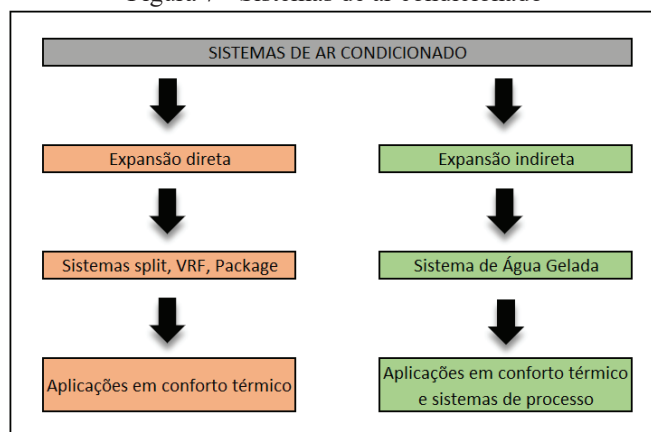 SISTEMAS DE AR CONDICIONADO
Expansão direta
Expansão indireta
Sistemas split, VRF, Package
Sistema de Água Gelada
Aplicações em conforto térmico
Aplicações em conforto térmico
e sistemas de processo